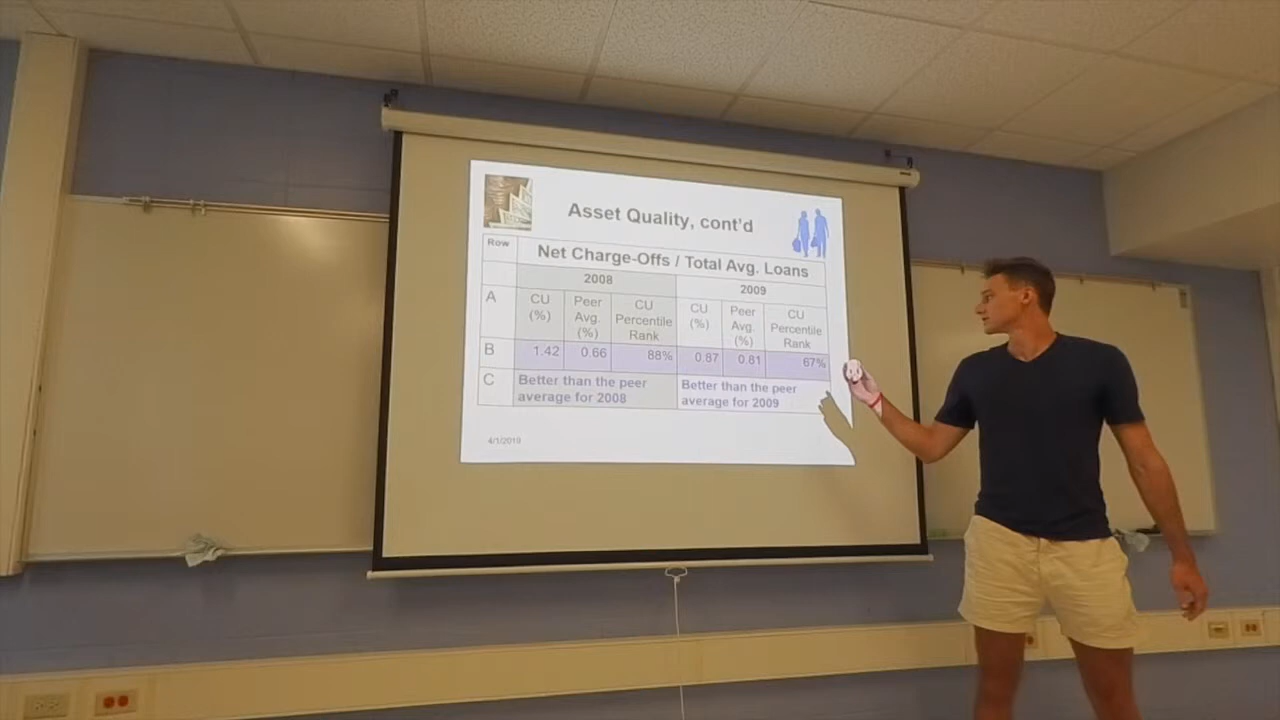 Asset Quality, cont'd
Row
Net Charge-Offs / Total Avg. Loans
2008
2009
A
CU (%)
Peer Avg. (%)
CU Percentile Rank
CU (%)
Peer Avg. (%)
CU Percentile Rank
B
1.42
0.66
88%
0.87
0.81
67%
C
Better than the peer
average for 2008
Better than the peer
average for 2009
4/1/2010